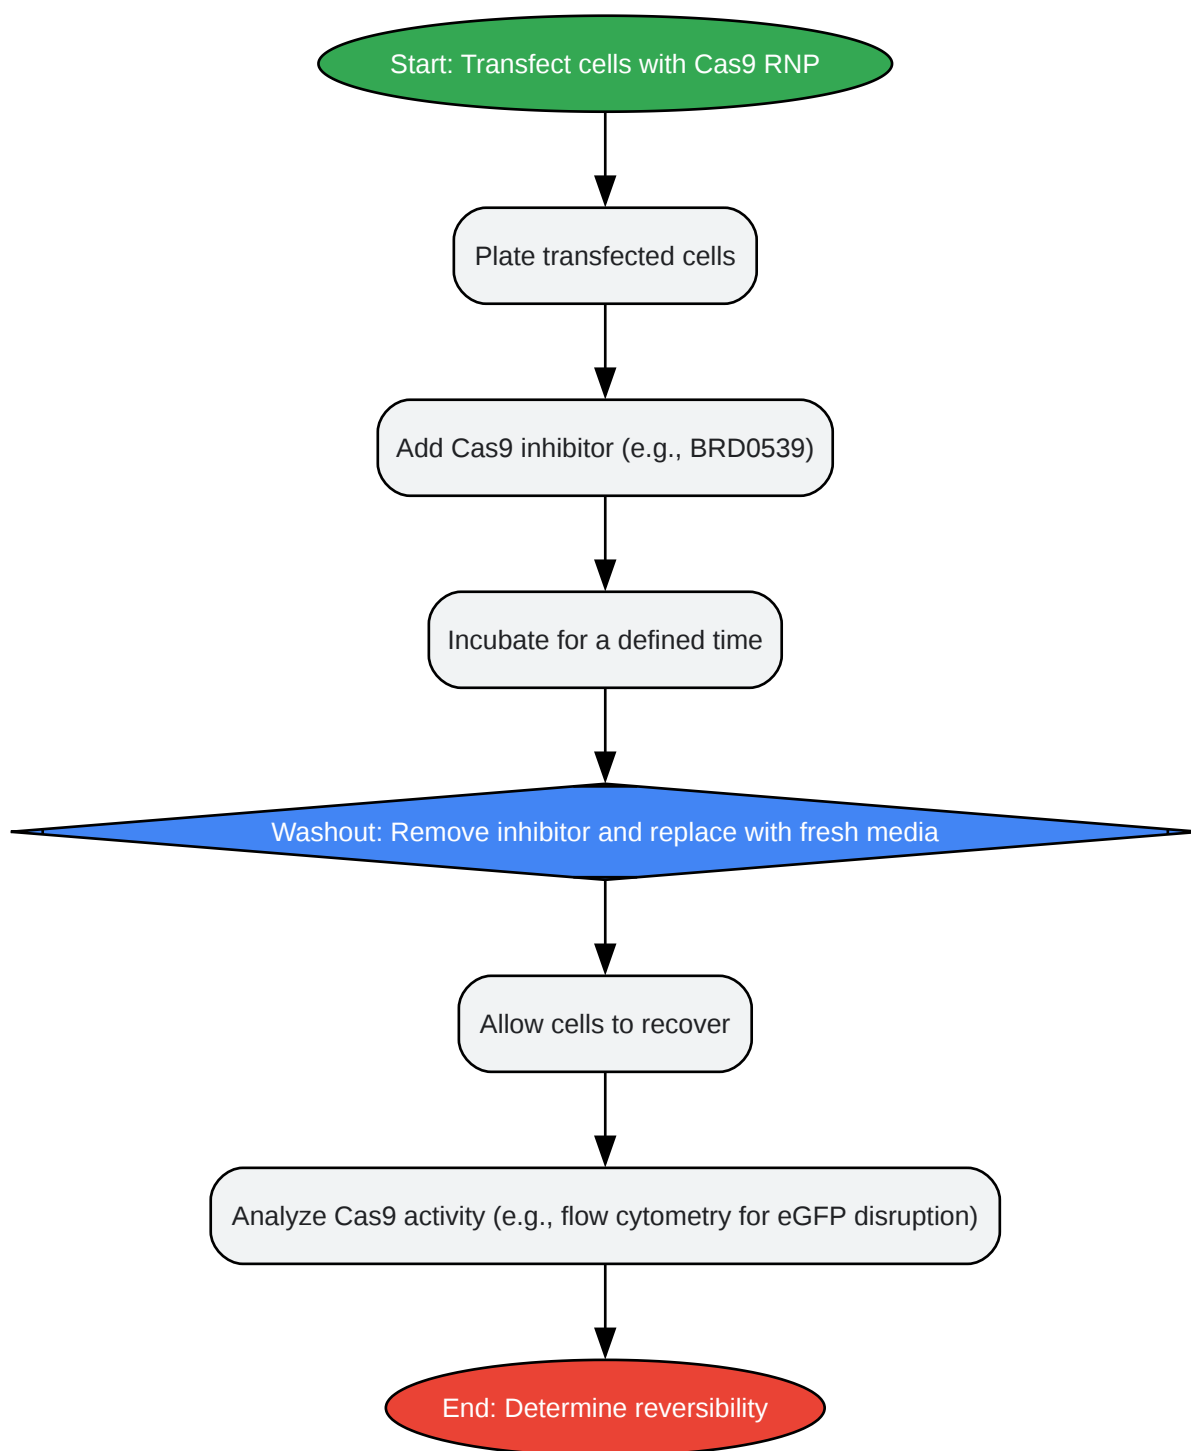 Start: Transfect cells with Cas9 RNP
Plate transfected cells
Add Cas9 inhibitor (e.g., BRD0539)
Incubate for a defined time
Washout: Remove inhibitor and replace with fresh media
Allow cells to recover
Analyze Cas9 activity (e.g., flow cytometry for eGFP disruption)
End: Determine reversibility